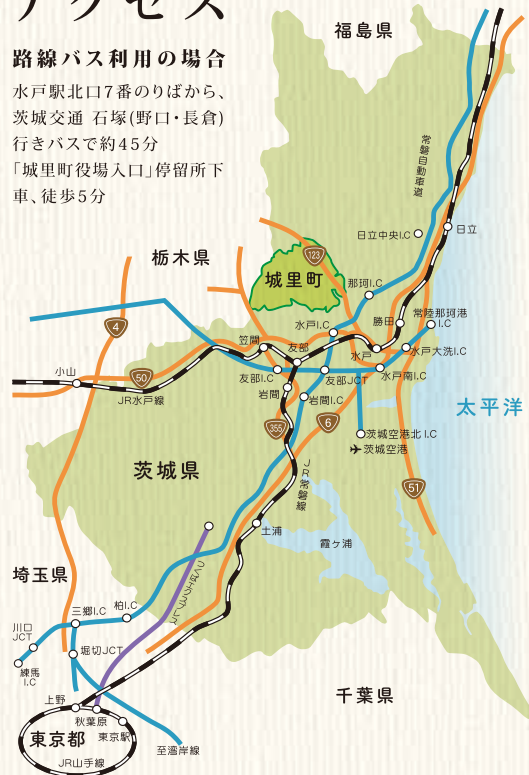 アクセス
路線バス利用の場合
水戸駅北口7番のりばから、
茨城交通 石塚(野口・長倉)
行きバスで約45分
「城里町役場入口」停留所下
車、徒歩5分
福島県
常磐自動車道
日立中央I.C
日立
栃木県
123
城里町
那珂I.C
常陸那珂港
I.C
勝田
水戸I.C
4
笠間
友部
水戸
水戸大洗I.C
小山
50
友部I.C
友部JCT
水戸南I.C
JR水戸線
岩間
岩間I.C
太平洋
355
6
茨城空港北I.C
茨城空港
茨城県
JR常磐線
51
土浦
霞ヶ浦
つくばエクスプレス
埼玉県
柏I.C
三郷I.C
川口
JCT
堀切JCT
練馬
I.C
千葉県
上野
秋葉原
東京都
東京駅
至湾岸線
JR山手線